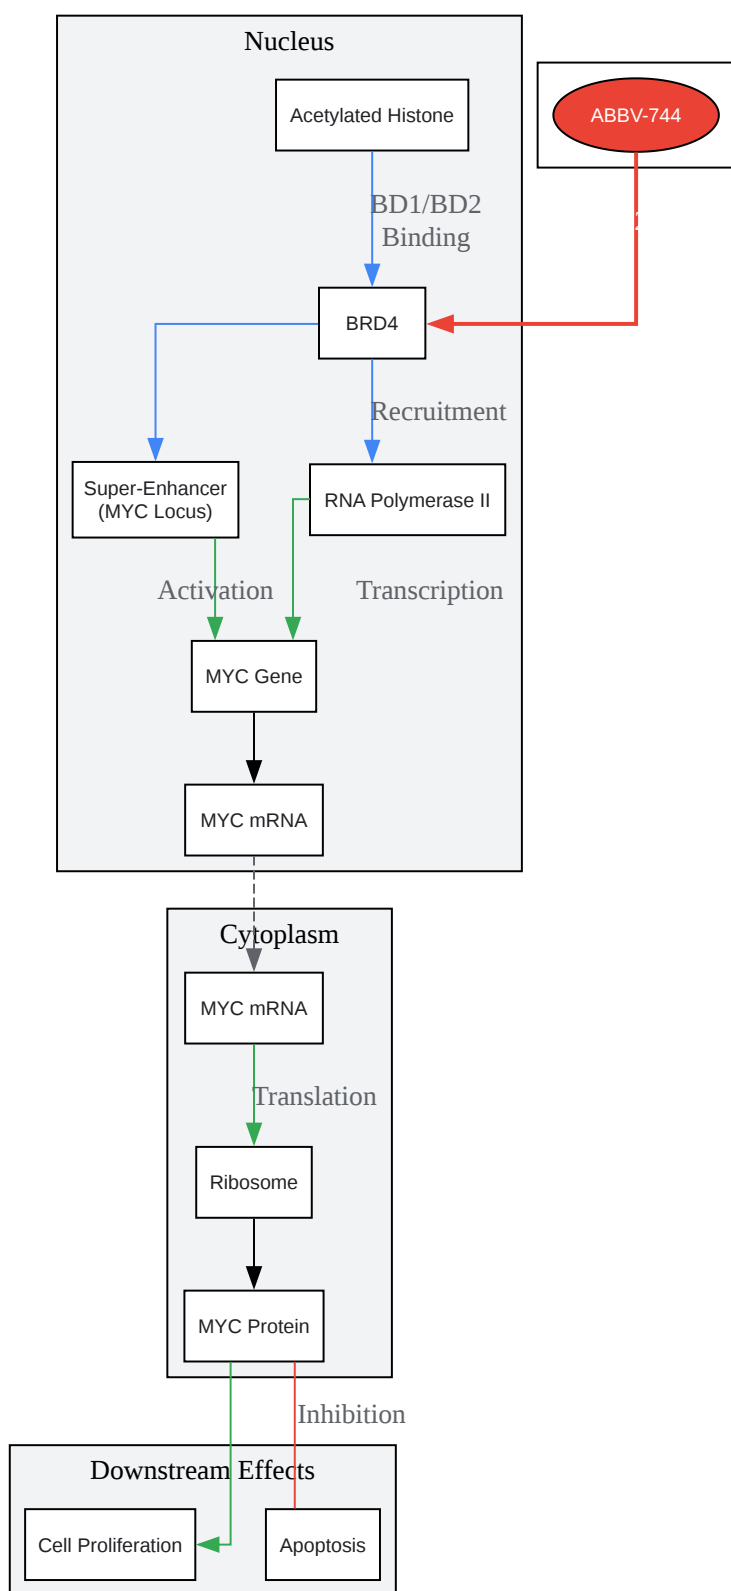 Nucleus
Acetylated Histone
ABBV-744
BD1/BD2
Binding
BRD4
Recruitment
Super-Enhancer
(MYC Locus)
RNA Polymerase II
Activation
Transcription
MYC Gene
MYC mRNA
Cytoplasm
MYC mRNA
Translation
Ribosome
MYC Protein
Inhibition
Downstream Effects
Cell Proliferation
Apoptosis